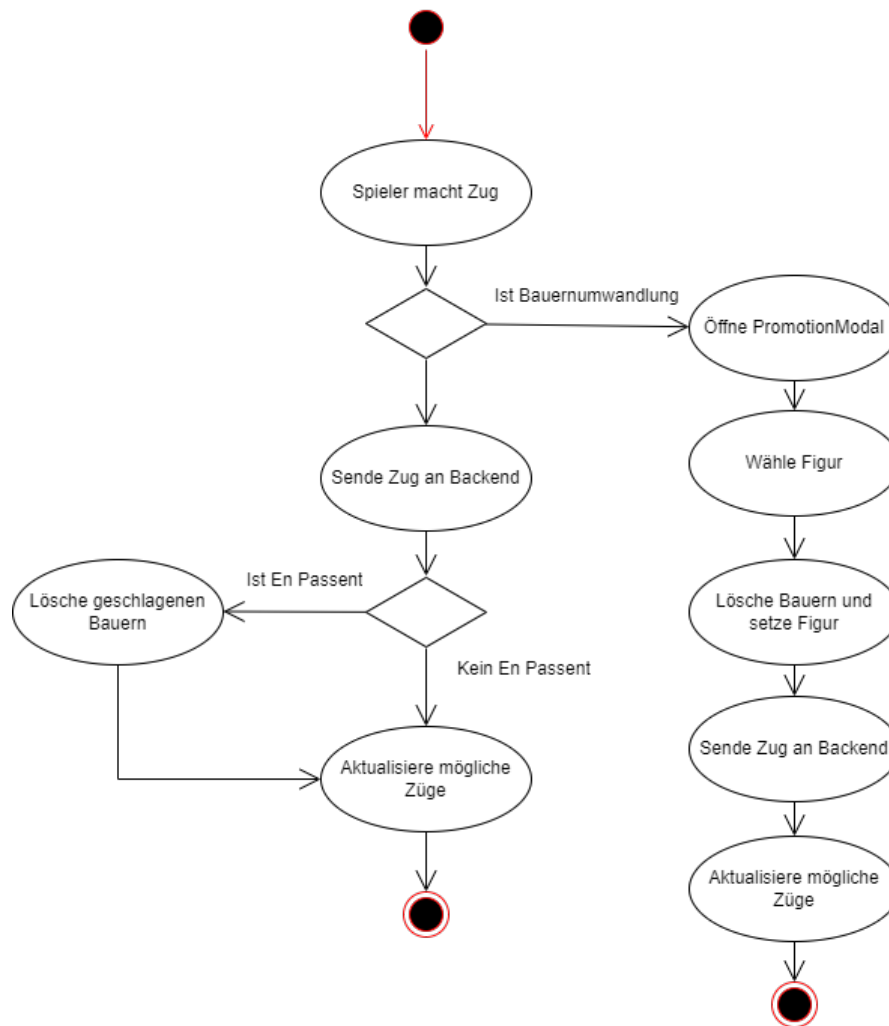 Spieler macht Zug
Ist Bauernumwandlung
Öffne PromotionModal
Wähle Figur
Sende Zug an Backend
Ist En Passent
Lösche geschlagenen
Bauern
Lösche Bauern und
setze Figur
Kein En Passent
Sende Zug an Backend
Aktualisiere mögliche
Züge
Aktualisiere mögliche
Züge